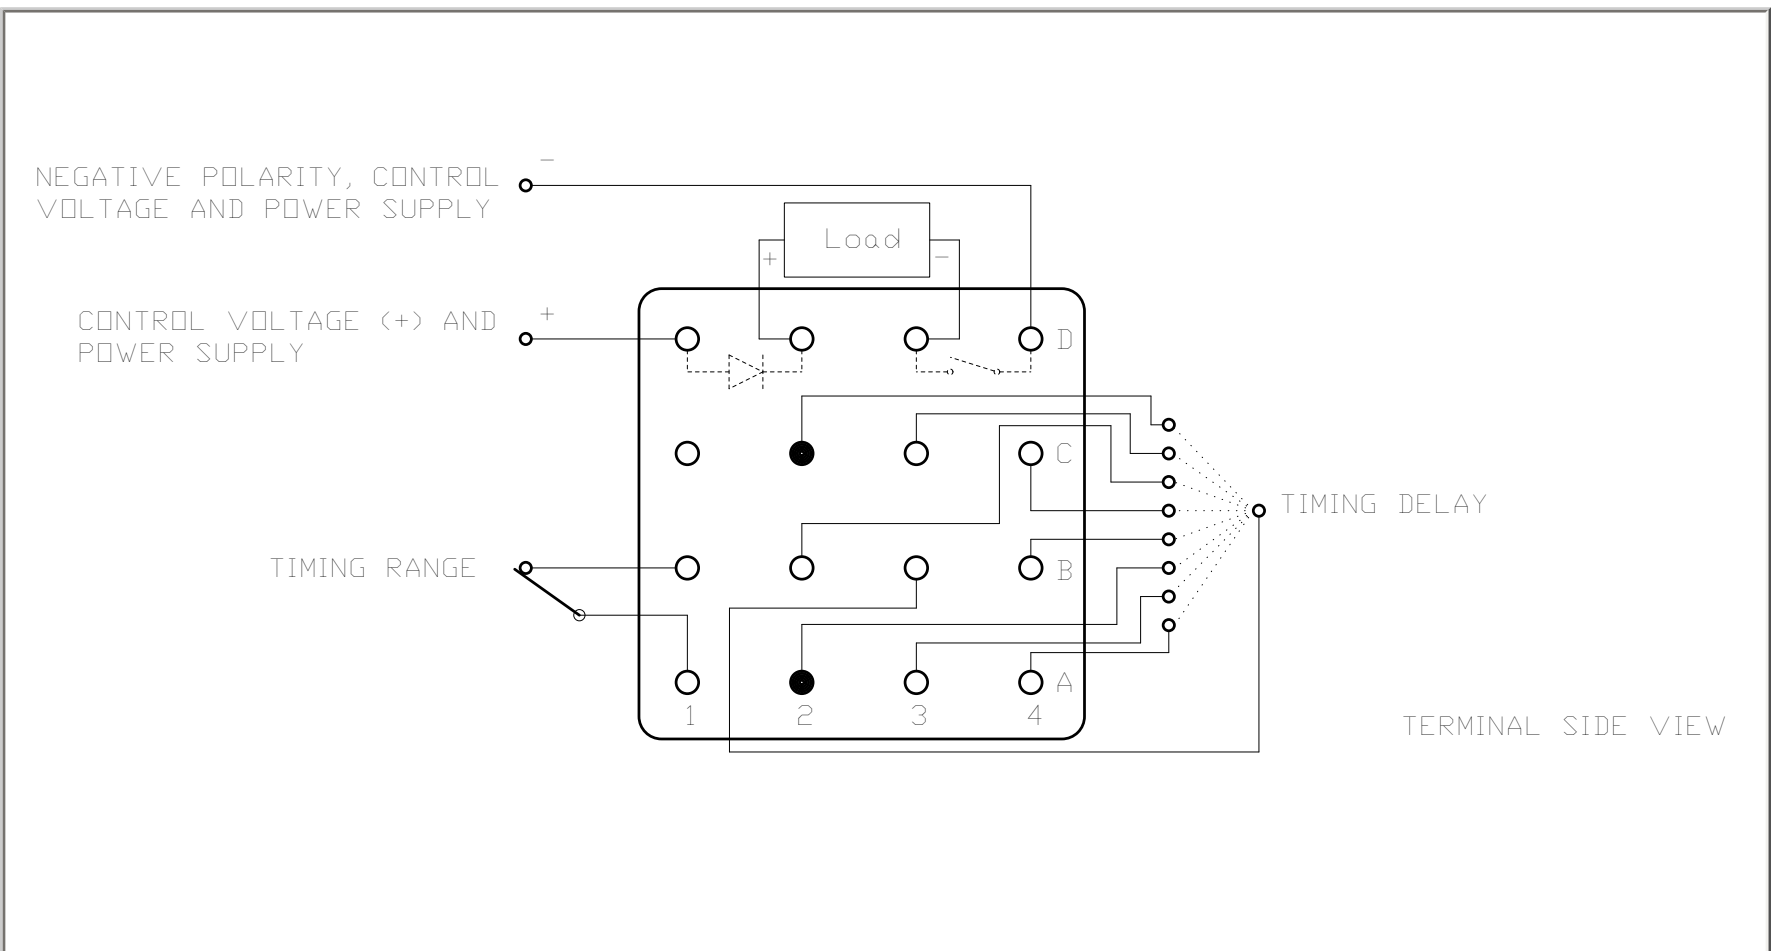 −
NEGATIVE POLARITY, CONTROL
VOLTAGE AND POWER SUPPLY
Load
+ −
+
CONTROL VOLTAGE (+) AND
POWER SUPPLY
D
C
TIMING DELAY
TIMING RANGE
B
A
1 2 3 4
TERMINAL SIDE VIEW